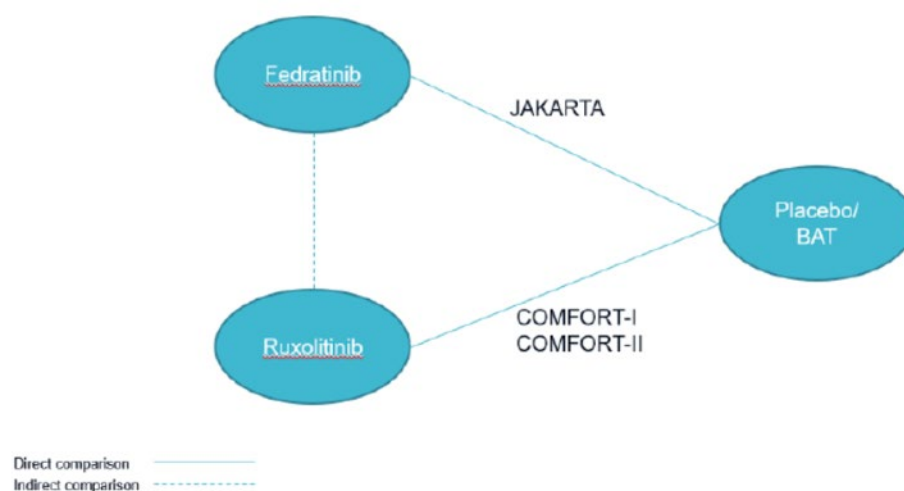 Fedratinib
JAKARTA
Placebo/
BAT
COMFORT-I
COMFORT-II
Ruxolitinib
Direct comparison
Indirect comparison